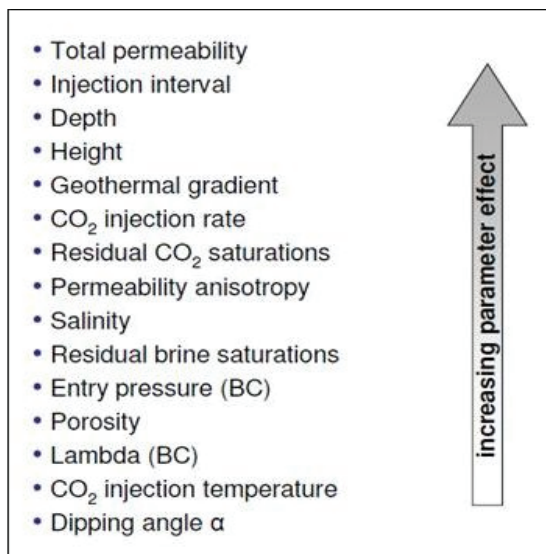 • Total permeability
• Injection interval
• Depth
• Height
• Geothermal gradient
• CO₂ injection rate
• Residual CO₂ saturations
• Permeability anisotropy
• Salinity
• Residual brine saturations
• Entry pressure (BC)
• Porosity
• Lambda (BC)
• CO₂ injection temperature
• Dipping angle α
increasing parameter effect